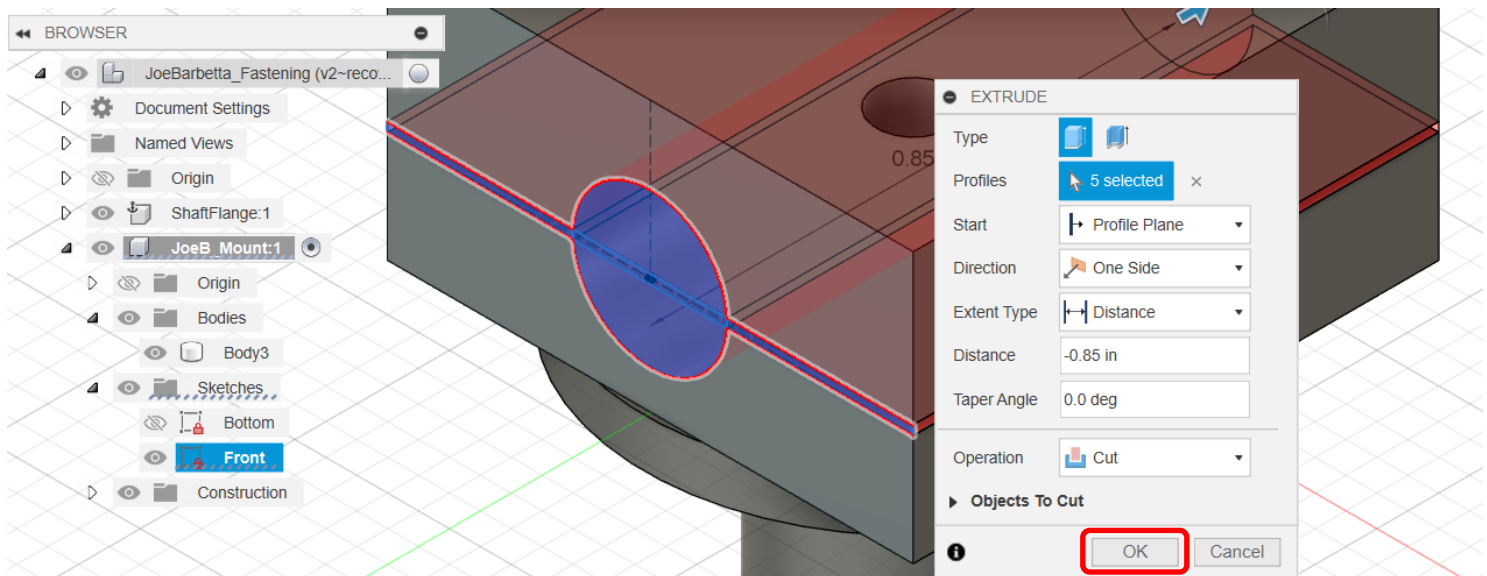 BROWSER
JoeBarbetta_Fastening (v2~reco...
Document Settings
Named Views
Origin
ShaftFlange:1
JoeB_Mount:1
Origin
Bodies
Body3
Sketches
Bottom
Front
Construction
0.85
EXTRUDE
Type
Profiles 5 selected ×
Start Profile Plane
Direction One Side
Extent Type Distance
Distance -0.85 in
Taper Angle 0.0 deg
Operation Cut
Objects To Cut
OK Cancel